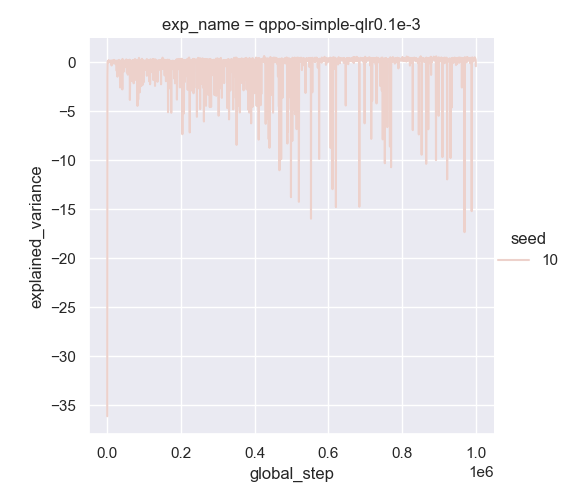 exp_name = qppo-simple-qlr0.1e-3
explained_variance
0
−5
−10
−15
−20
−25
−30
−35
0.0 0.2 0.4 0.6 0.8 1.0
1e6
global_step
seed
10